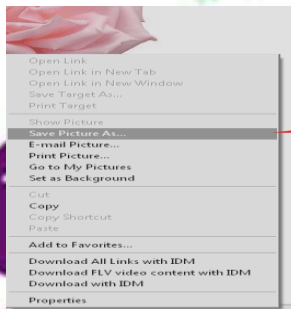 Open Link
Open Link in New Tab
Open Link in New Window
Save Target As...
Print Target
Show Picture
Save Picture As...
E-mail Picture...
Print Picture...
Go to My Pictures
Set as Background
Cut
Copy
Copy Shortcut
Paste
Add to Favorites...
Download All Links with IDM
Download FLV video content with IDM
Download with IDM
Properties